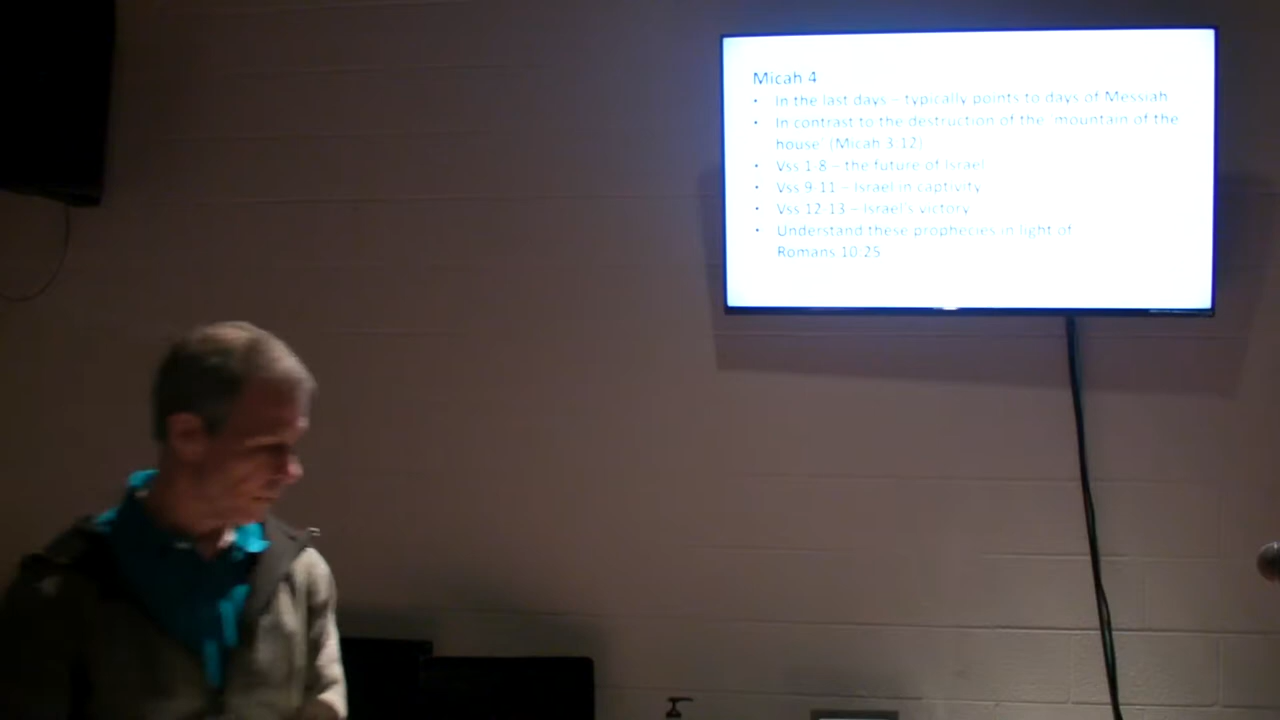 Micah 4
• In the last days – typically points to days of Messiah
• In contrast to the destruction of the 'mountain of the
house' (Micah 3:12)
• Vss 1-8 – the future of Israel
• Vss 9-11 – Israel in captivity
• Vss 12-13 – Israel's victory
• Understand these prophecies in light of
Romans 10:25